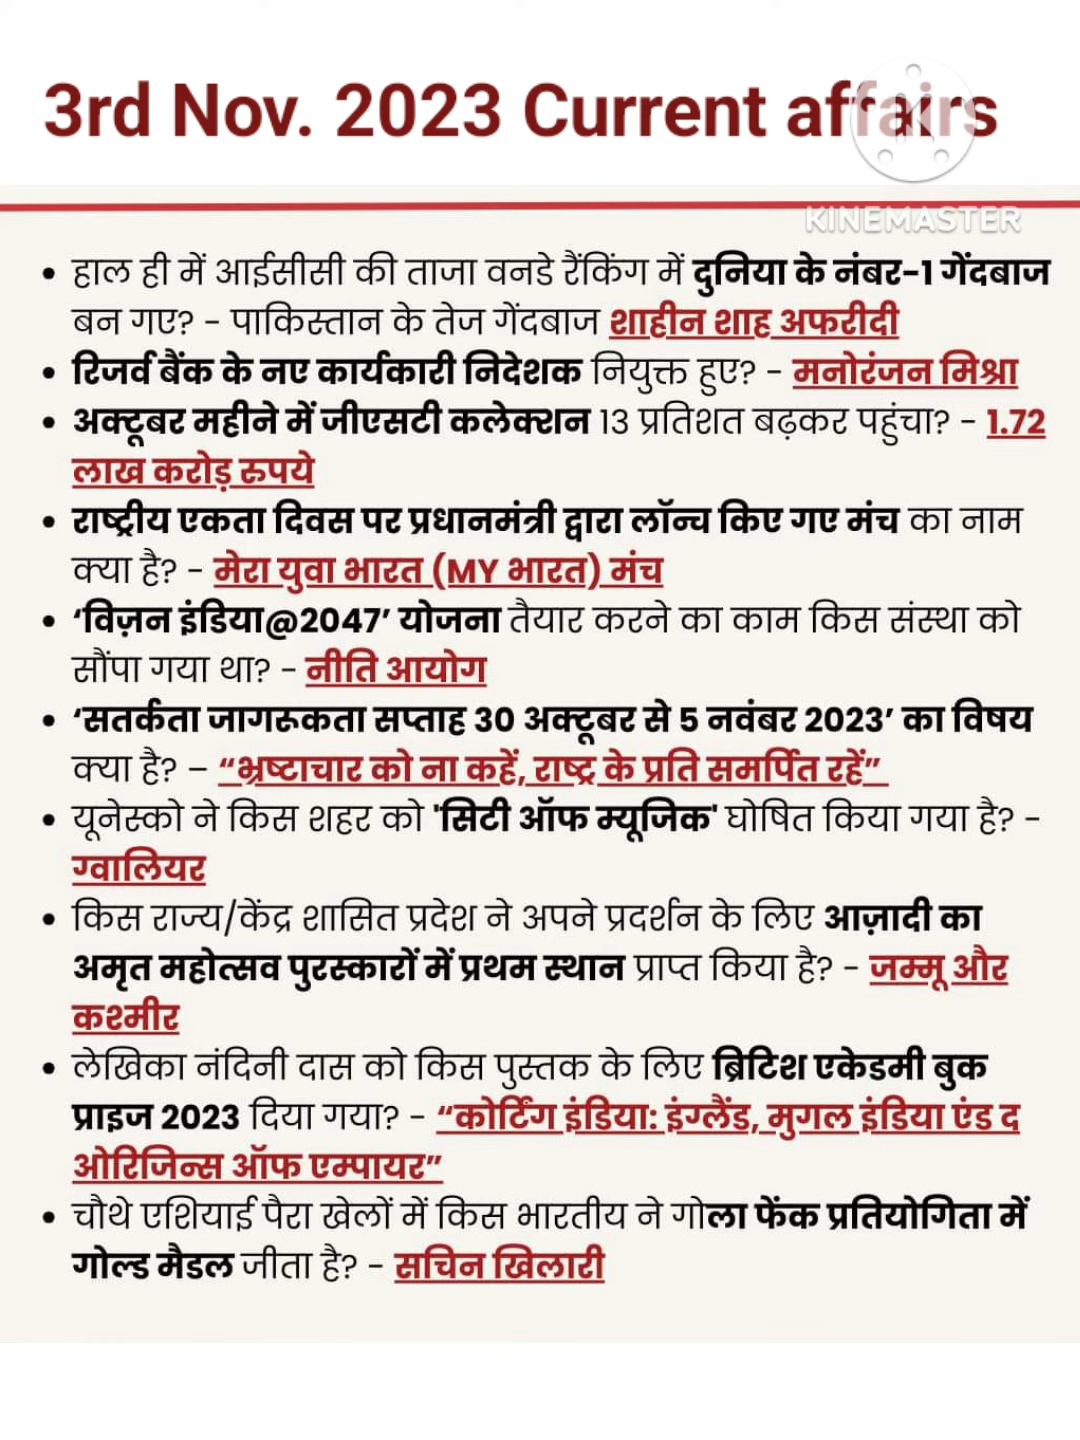 3rd Nov. 2023 Current affairs
KINEMASTER
• हाल ही में आईसीसी की ताजा वनडे रैंकिंग में दुनिया के नंबर-1 गेंदबाज
बन गए? - पाकिस्तान के तेज गेंदबाज शाहीन शाह अफरीदी
• रिजर्व बैंक के नए कार्यकारी निदेशक नियुक्त हुए? - मनोरंजन मिश्रा
• अक्टूबर महीने में जीएसटी कलेक्शन 13 प्रतिशत बढ़कर पहुंचा? - 1.72
लाख करोड़ रुपये
• राष्ट्रीय एकता दिवस पर प्रधानमंत्री द्वारा लॉन्च किए गए मंच का नाम
क्या है? - मेरा युवा भारत (MY भारत) मंच
• ‘विज़न इंडिया@2047’ योजना तैयार करने का काम किस संस्था को
सौंपा गया था? - नीति आयोग
• ‘सतर्कता जागरूकता सप्ताह 30 अक्टूबर से 5 नवंबर 2023’ का विषय
क्या है? – “भ्रष्टाचार को ना कहें, राष्ट्र के प्रति समर्पित रहें”
• यूनेस्को ने किस शहर को 'सिटी ऑफ म्यूजिक' घोषित किया गया है? -
ग्वालियर
• किस राज्य/केंद्र शासित प्रदेश ने अपने प्रदर्शन के लिए आज़ादी का
अमृत महोत्सव पुरस्कारों में प्रथम स्थान प्राप्त किया है? - जम्मू और
कश्मीर
• लेखिका नंदिनी दास को किस पुस्तक के लिए ब्रिटिश एकेडमी बुक
प्राइज 2023 दिया गया? - “कोर्टिंग इंडिया: इंग्लैंड, मुगल इंडिया एंड द
ओरिजिन्स ऑफ एम्पायर”
• चौथे एशियाई पैरा खेलों में किस भारतीय ने गोला फेंक प्रतियोगिता में
गोल्ड मैडल जीता है? - सचिन खिलारी